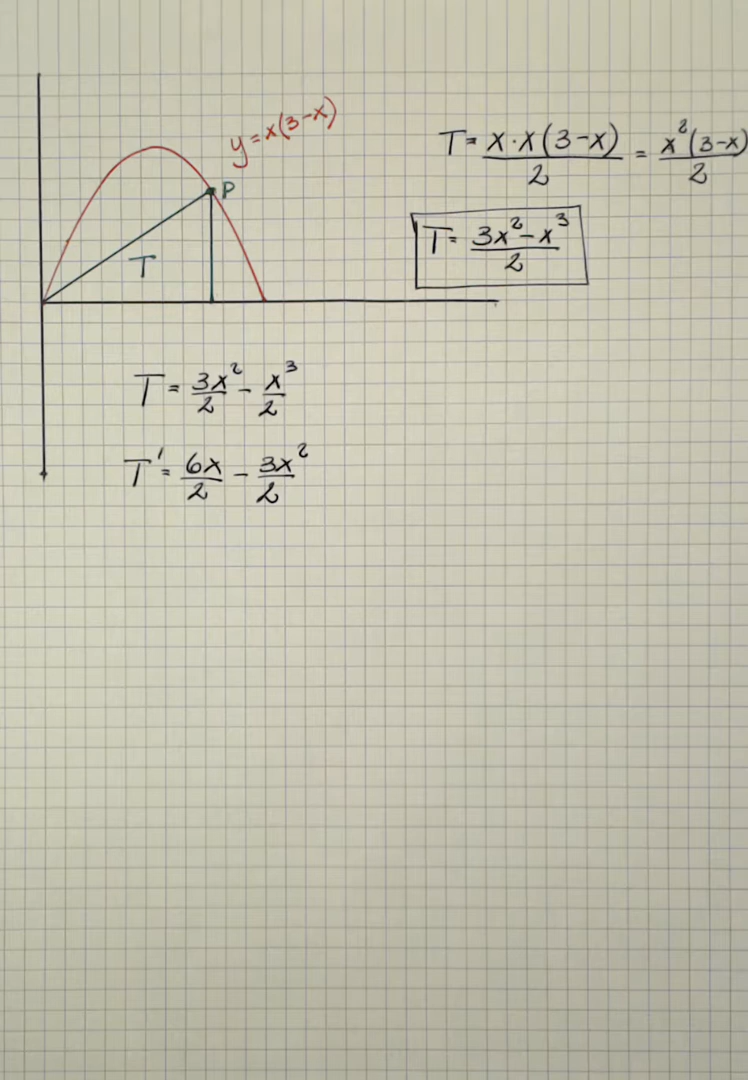 y = x(3-x)
P
T
T = x·x(3-x)/2 = x²(3-x)/2
T = 3x²-x³/2
T = 3x²/2 - x³/2
T' = 6x/2 - 3x²/2